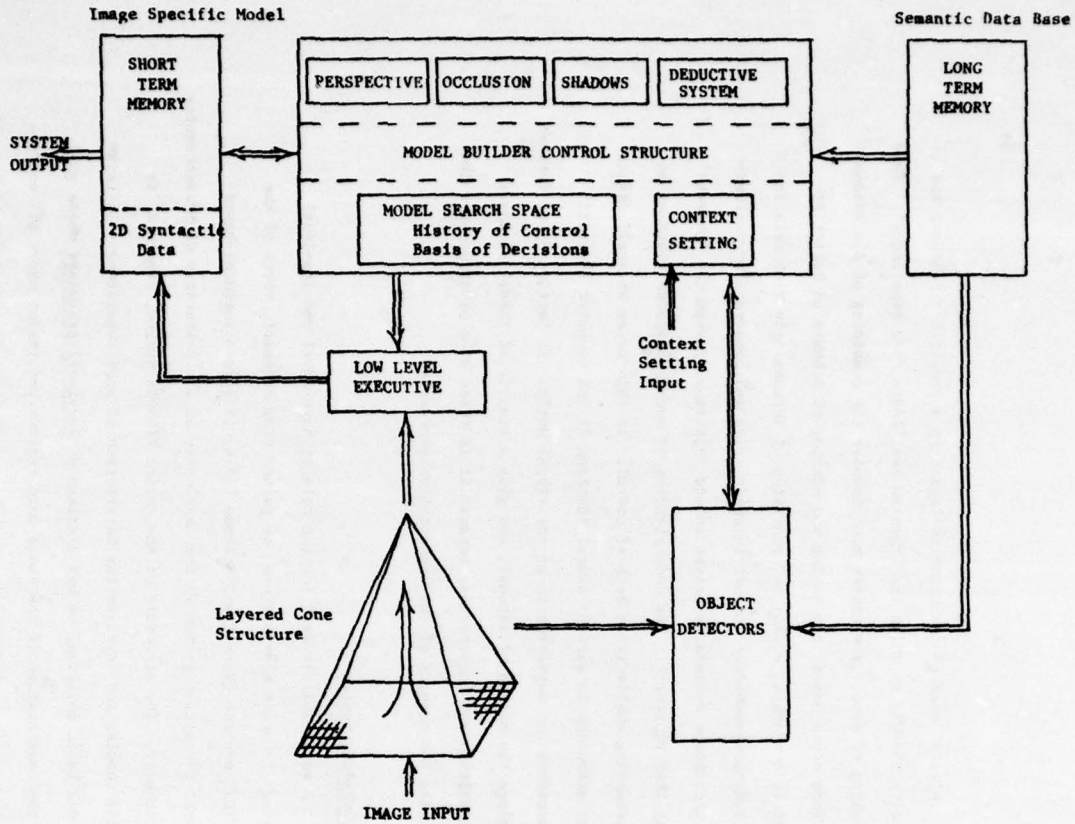 Image Specific Model
Semantic Data Base
SHORT
TERM
MEMORY
2D Syntactic
Data
SYSTEM
OUTPUT
PERSPECTIVE
OCCLUSION
SHADOWS
DEDUCTIVE
SYSTEM
MODEL BUILDER CONTROL STRUCTURE
MODEL SEARCH SPACE
History of Control
Basis of Decisions
CONTEXT
SETTING
LONG
TERM
MEMORY
LOW LEVEL
EXECUTIVE
Context
Setting
Input
Layered Cone
Structure
OBJECT
DETECTORS
IMAGE INPUT